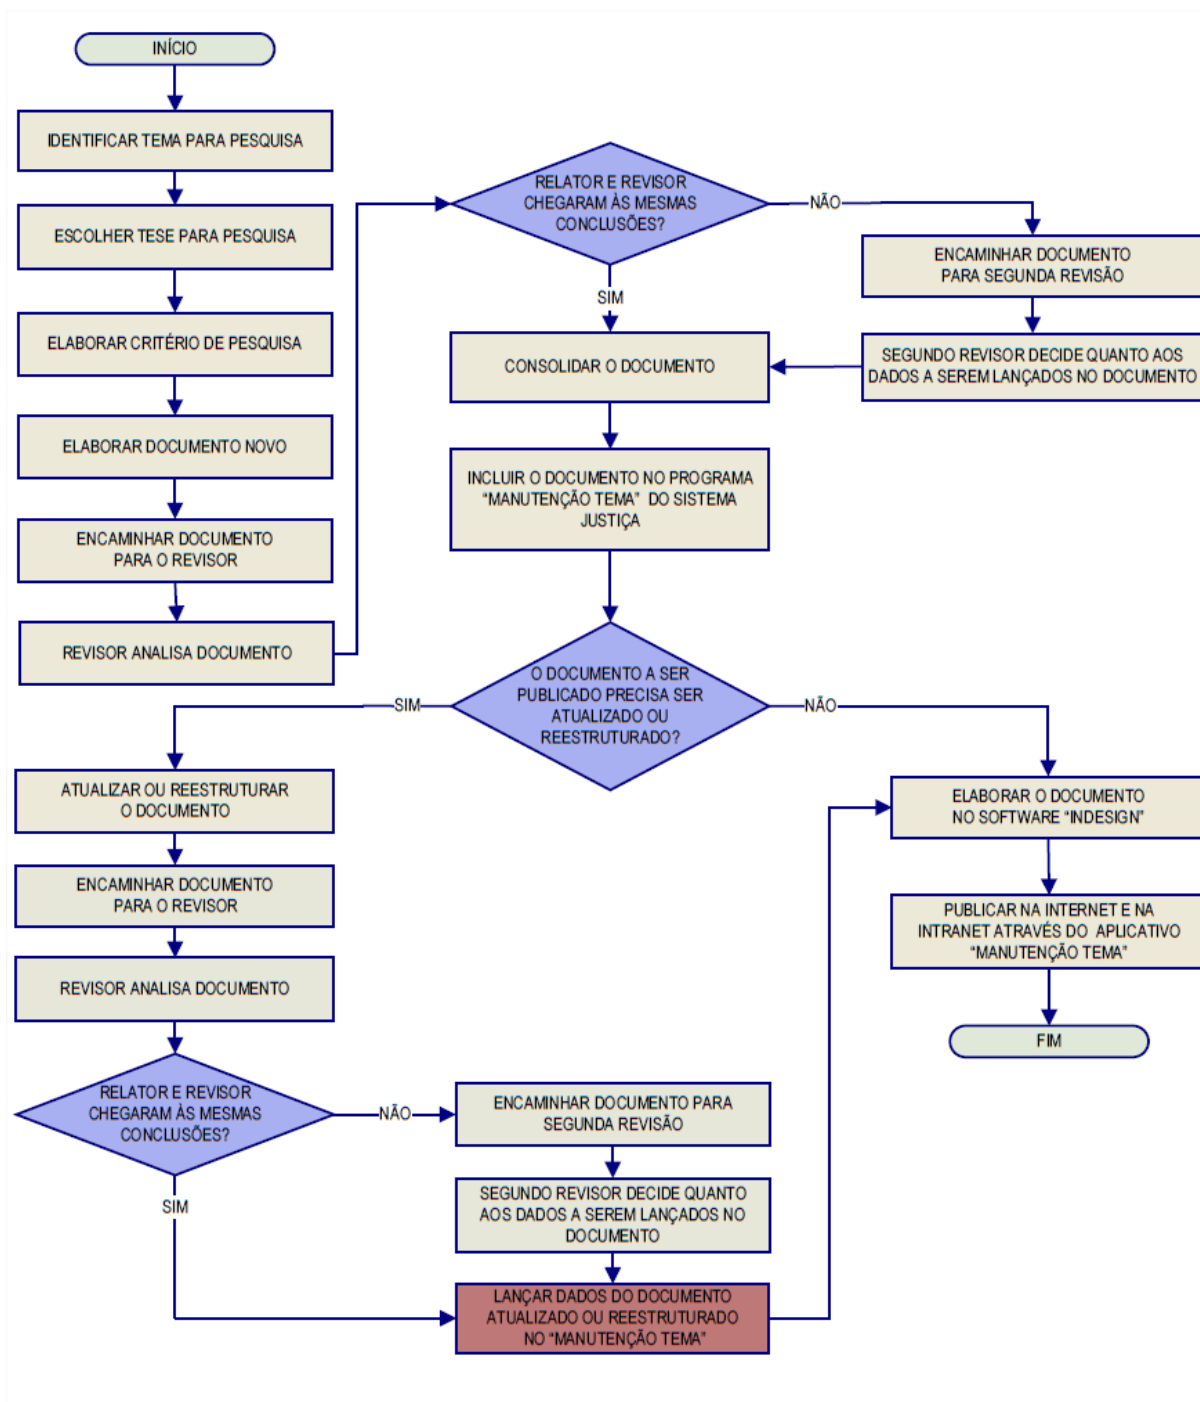 INÍCIO
IDENTIFICAR TEMA PARA PESQUISA
ESCOLHER TESE PARA PESQUISA
ELABORAR CRITÉRIO DE PESQUISA
ELABORAR DOCUMENTO NOVO
ENCAMINHAR DOCUMENTO
PARA O REVISOR
REVISOR ANALISA DOCUMENTO
RELATOR E REVISOR
CHEGARAM ÀS MESMAS
CONCLUSÕES?
NÃO
ENCAMINHAR DOCUMENTO
PARA SEGUNDA REVISÃO
SEGUNDO REVISOR DECIDE QUANTO AOS
DADOS A SEREM LANÇADOS NO DOCUMENTO
SIM
CONSOLIDAR O DOCUMENTO
INCLUIR O DOCUMENTO NO PROGRAMA
“MANUTENÇÃO TEMA” DO SISTEMA
JUSTIÇA
O DOCUMENTO A SER
PUBLICADO PRECISA SER
ATUALIZADO OU
REESTRUTURADO?
SIM
NÃO
ATUALIZAR OU REESTRUTURAR
O DOCUMENTO
ENCAMINHAR DOCUMENTO
PARA O REVISOR
REVISOR ANALISA DOCUMENTO
RELATOR E REVISOR
CHEGARAM ÀS MESMAS
CONCLUSÕES?
NÃO
SIM
ENCAMINHAR DOCUMENTO PARA
SEGUNDA REVISÃO
SEGUNDO REVISOR DECIDE QUANTO
AOS DADOS A SEREM LANÇADOS NO
DOCUMENTO
LANÇAR DADOS DO DOCUMENTO
ATUALIZADO OU REESTRUTURADO
NO “MANUTENÇÃO TEMA”
ELABORAR O DOCUMENTO
NO SOFTWARE “INDESIGN”
PUBLICAR NA INTERNET E NA
INTRANET ATRAVÉS DO APLICATIVO
“MANUTENÇÃO TEMA”
FIM